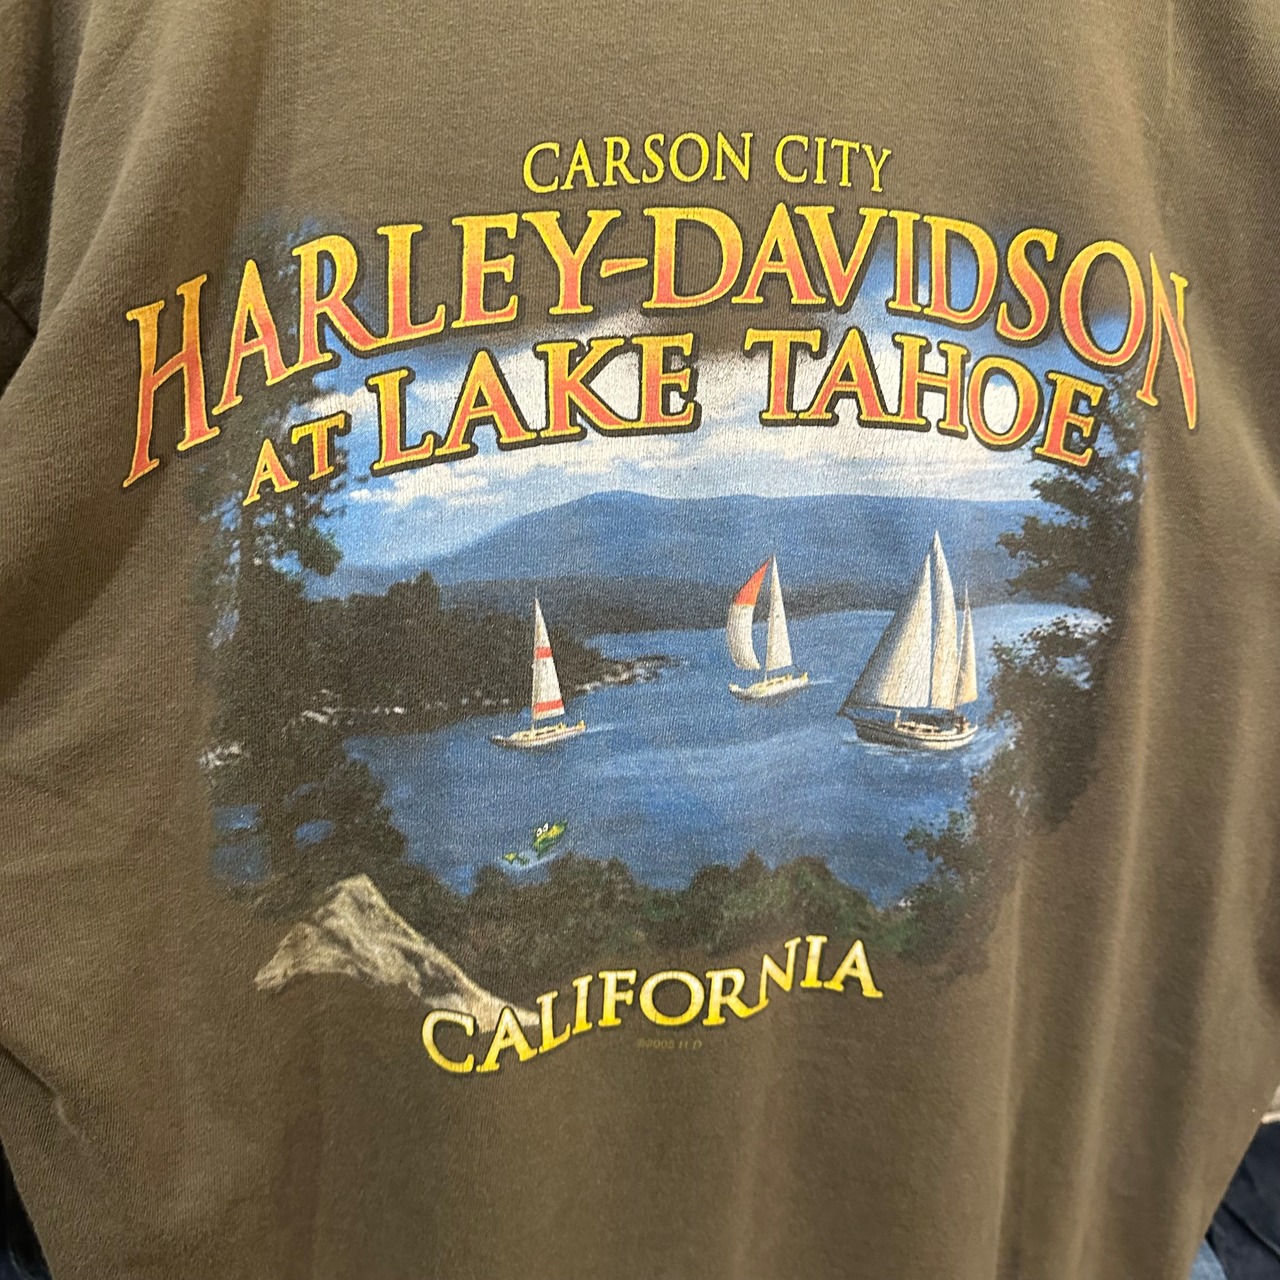 CARSON CITY
HARLEY-DAVIDSON
AT LAKE TAHOE
CALIFORNIA